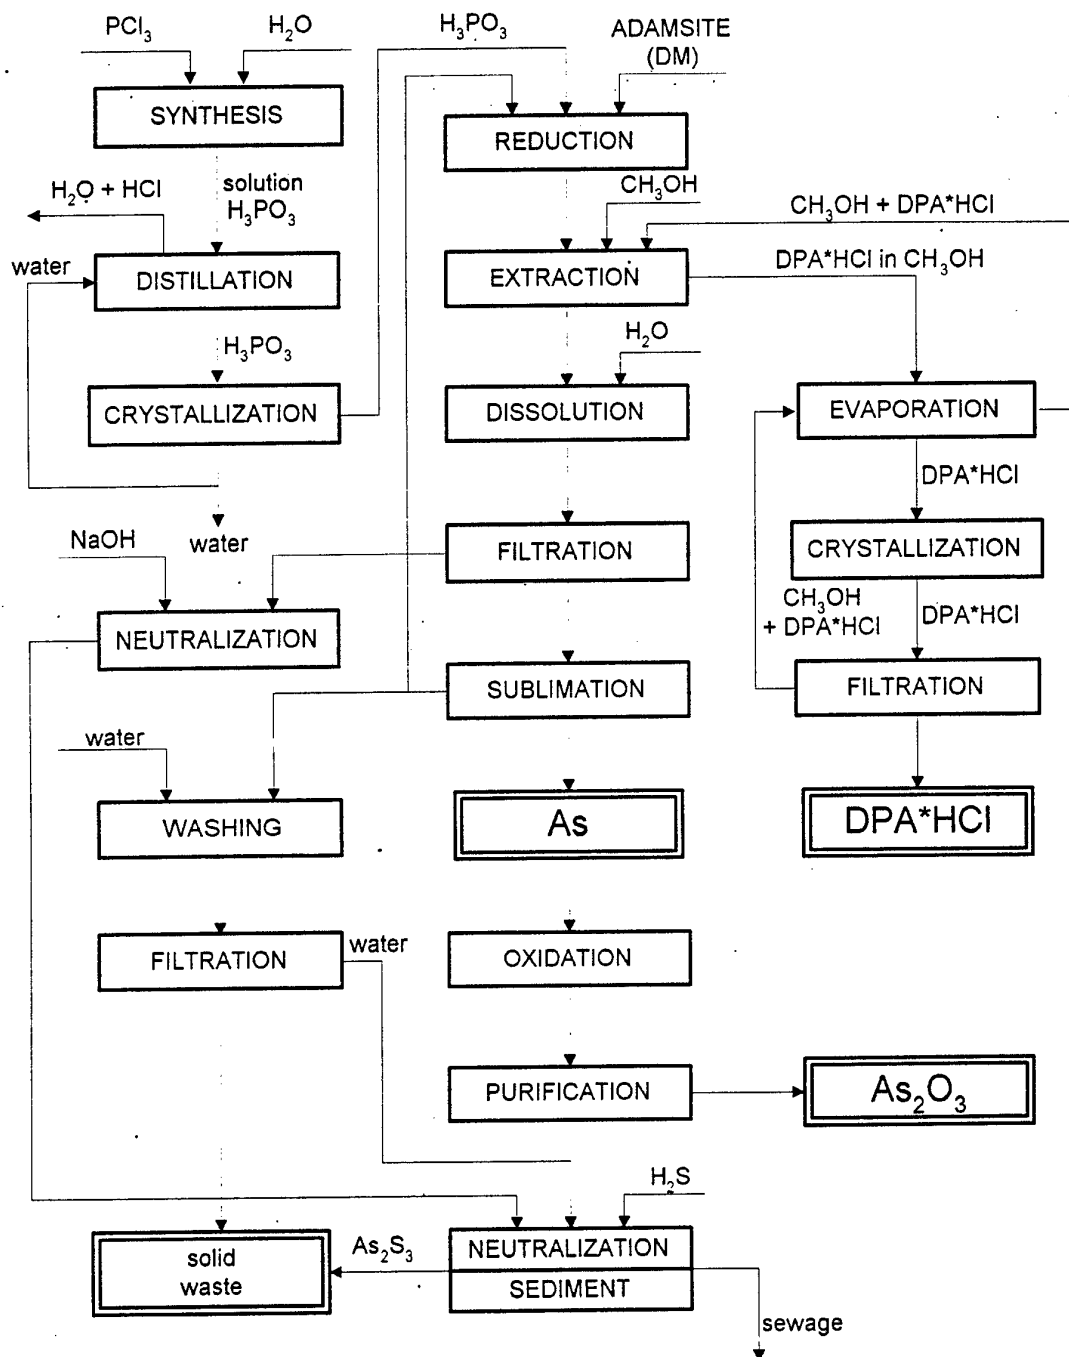 PCl₃
H₂O
H₃PO₃
ADAMSITE
(DM)
SYNTHESIS
REDUCTION
H₂O + HCl
solution
H₃PO₃
CH₃OH
CH₃OH + DPA*HCl
water
DISTILLATION
EXTRACTION
DPA*HCl in CH₃OH
H₃PO₃
H₂O
CRYSTALLIZATION
DISSOLUTION
EVAPORATION
DPA*HCl
NaOH
water
FILTRATION
CRYSTALLIZATION
CH₃OH
+ DPA*HCl
DPA*HCl
NEUTRALIZATION
SUBLIMATION
FILTRATION
water
WASHING
As
DPA*HCl
FILTRATION
water
OXIDATION
PURIFICATION
As₂O₃
H₂S
solid
waste
As₂S₃
NEUTRALIZATION
SEDIMENT
sewage